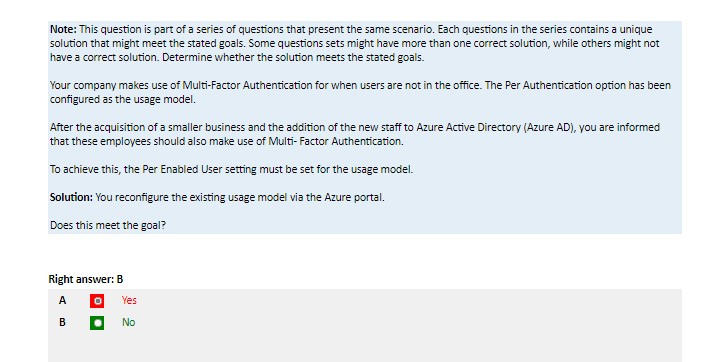 Note: This question is part of a series of questions that present the same scenario. Each questions in the series contains a unique
solution that might meet the stated goals. Some questions sets might have more than one correct solution, while others might not
have a correct solution. Determine whether the solution meets the stated goals.
Your company makes use of Multi-Factor Authentication for when users are not in the office. The Per Authentication option has been
configured as the usage model.
After the acquisition of a smaller business and the addition of the new staff to Azure Active Directory (Azure AD), you are informed
that these employees should also make use of Multi- Factor Authentication.
To achieve this, the Per Enabled User setting must be set for the usage model.
Solution: You reconfigure the existing usage model via the Azure portal.
Does this meet the goal?
Right answer: B
A Yes
B No